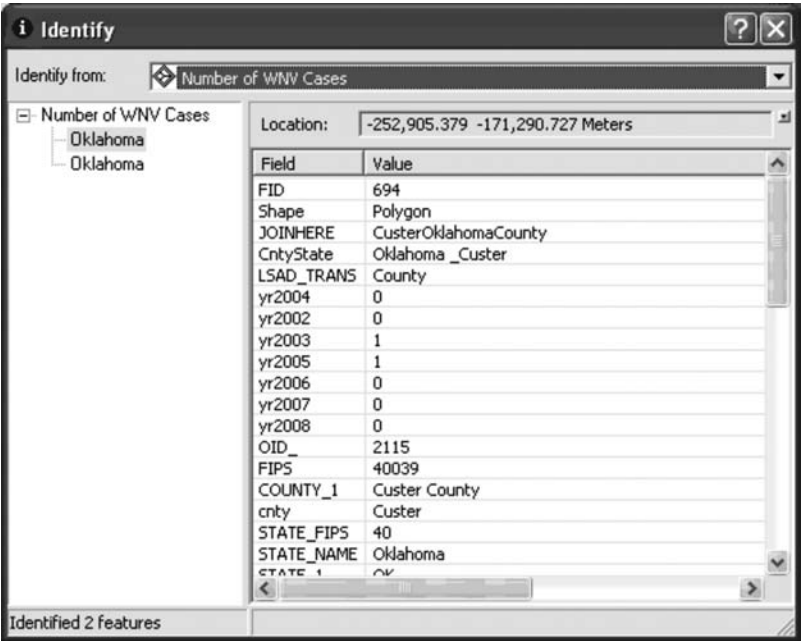 Identify
Identify from: Number of WNV Cases
Number of WNV Cases
Oklahoma
Oklahoma
Location: -252,905.379 -171,290.727 Meters
Field Value
FID 694
Shape Polygon
JOINHERE CusterOklahomaCounty
CntyState Oklahoma _Custer
LSAD_TRANS County
yr2004 0
yr2002 0
yr2003 1
yr2005 1
yr2006 0
yr2007 0
yr2008 0
OID_ 2115
FIPS 40039
COUNTY_1 Custer County
cnty Custer
STATE_FIPS 40
STATE_NAME Oklahoma
STATE_1 OK
Identified 2 features